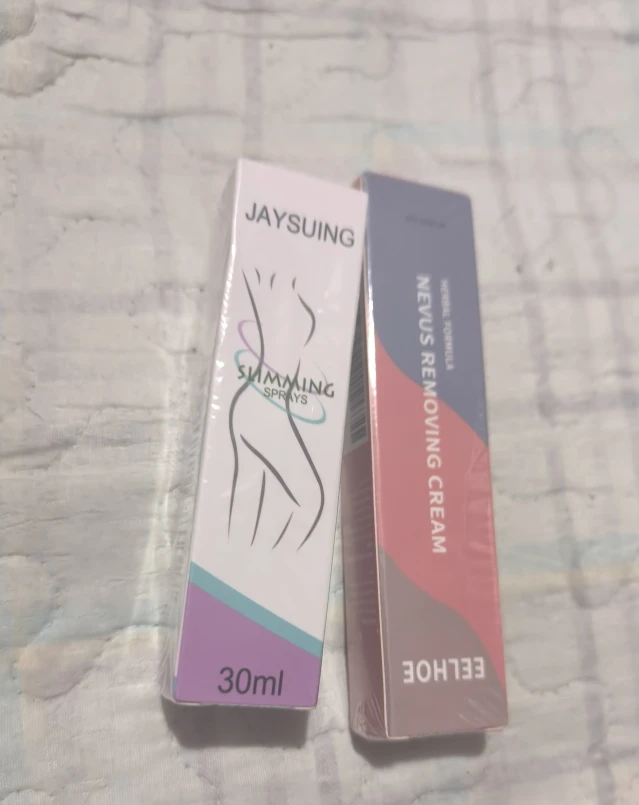 JAYSUING
SLIMMING
SPRAYS
30ml
HERBAL FORMULA
NEVUS REMOVING CREAM
EELHOE